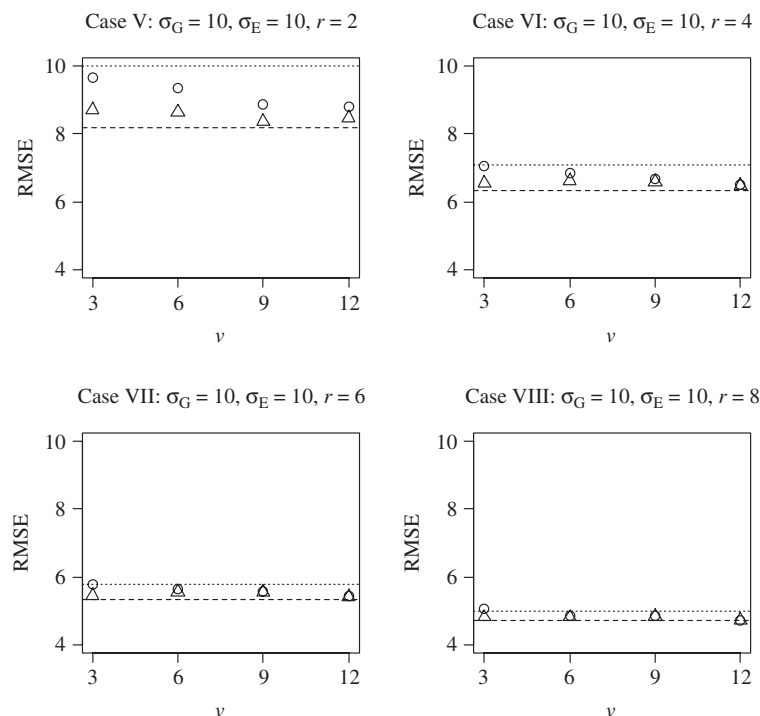 Case V: σG = 10, σE = 10, r = 2
10
8
6
4
RMSE
3 6 9 12
v
Case VI: σG = 10, σE = 10, r = 4
10
8
6
4
RMSE
3 6 9 12
v
Case VII: σG = 10, σE = 10, r = 6
10
8
6
4
RMSE
3 6 9 12
v
Case VIII: σG = 10, σE = 10, r = 8
10
8
6
4
RMSE
3 6 9 12
v